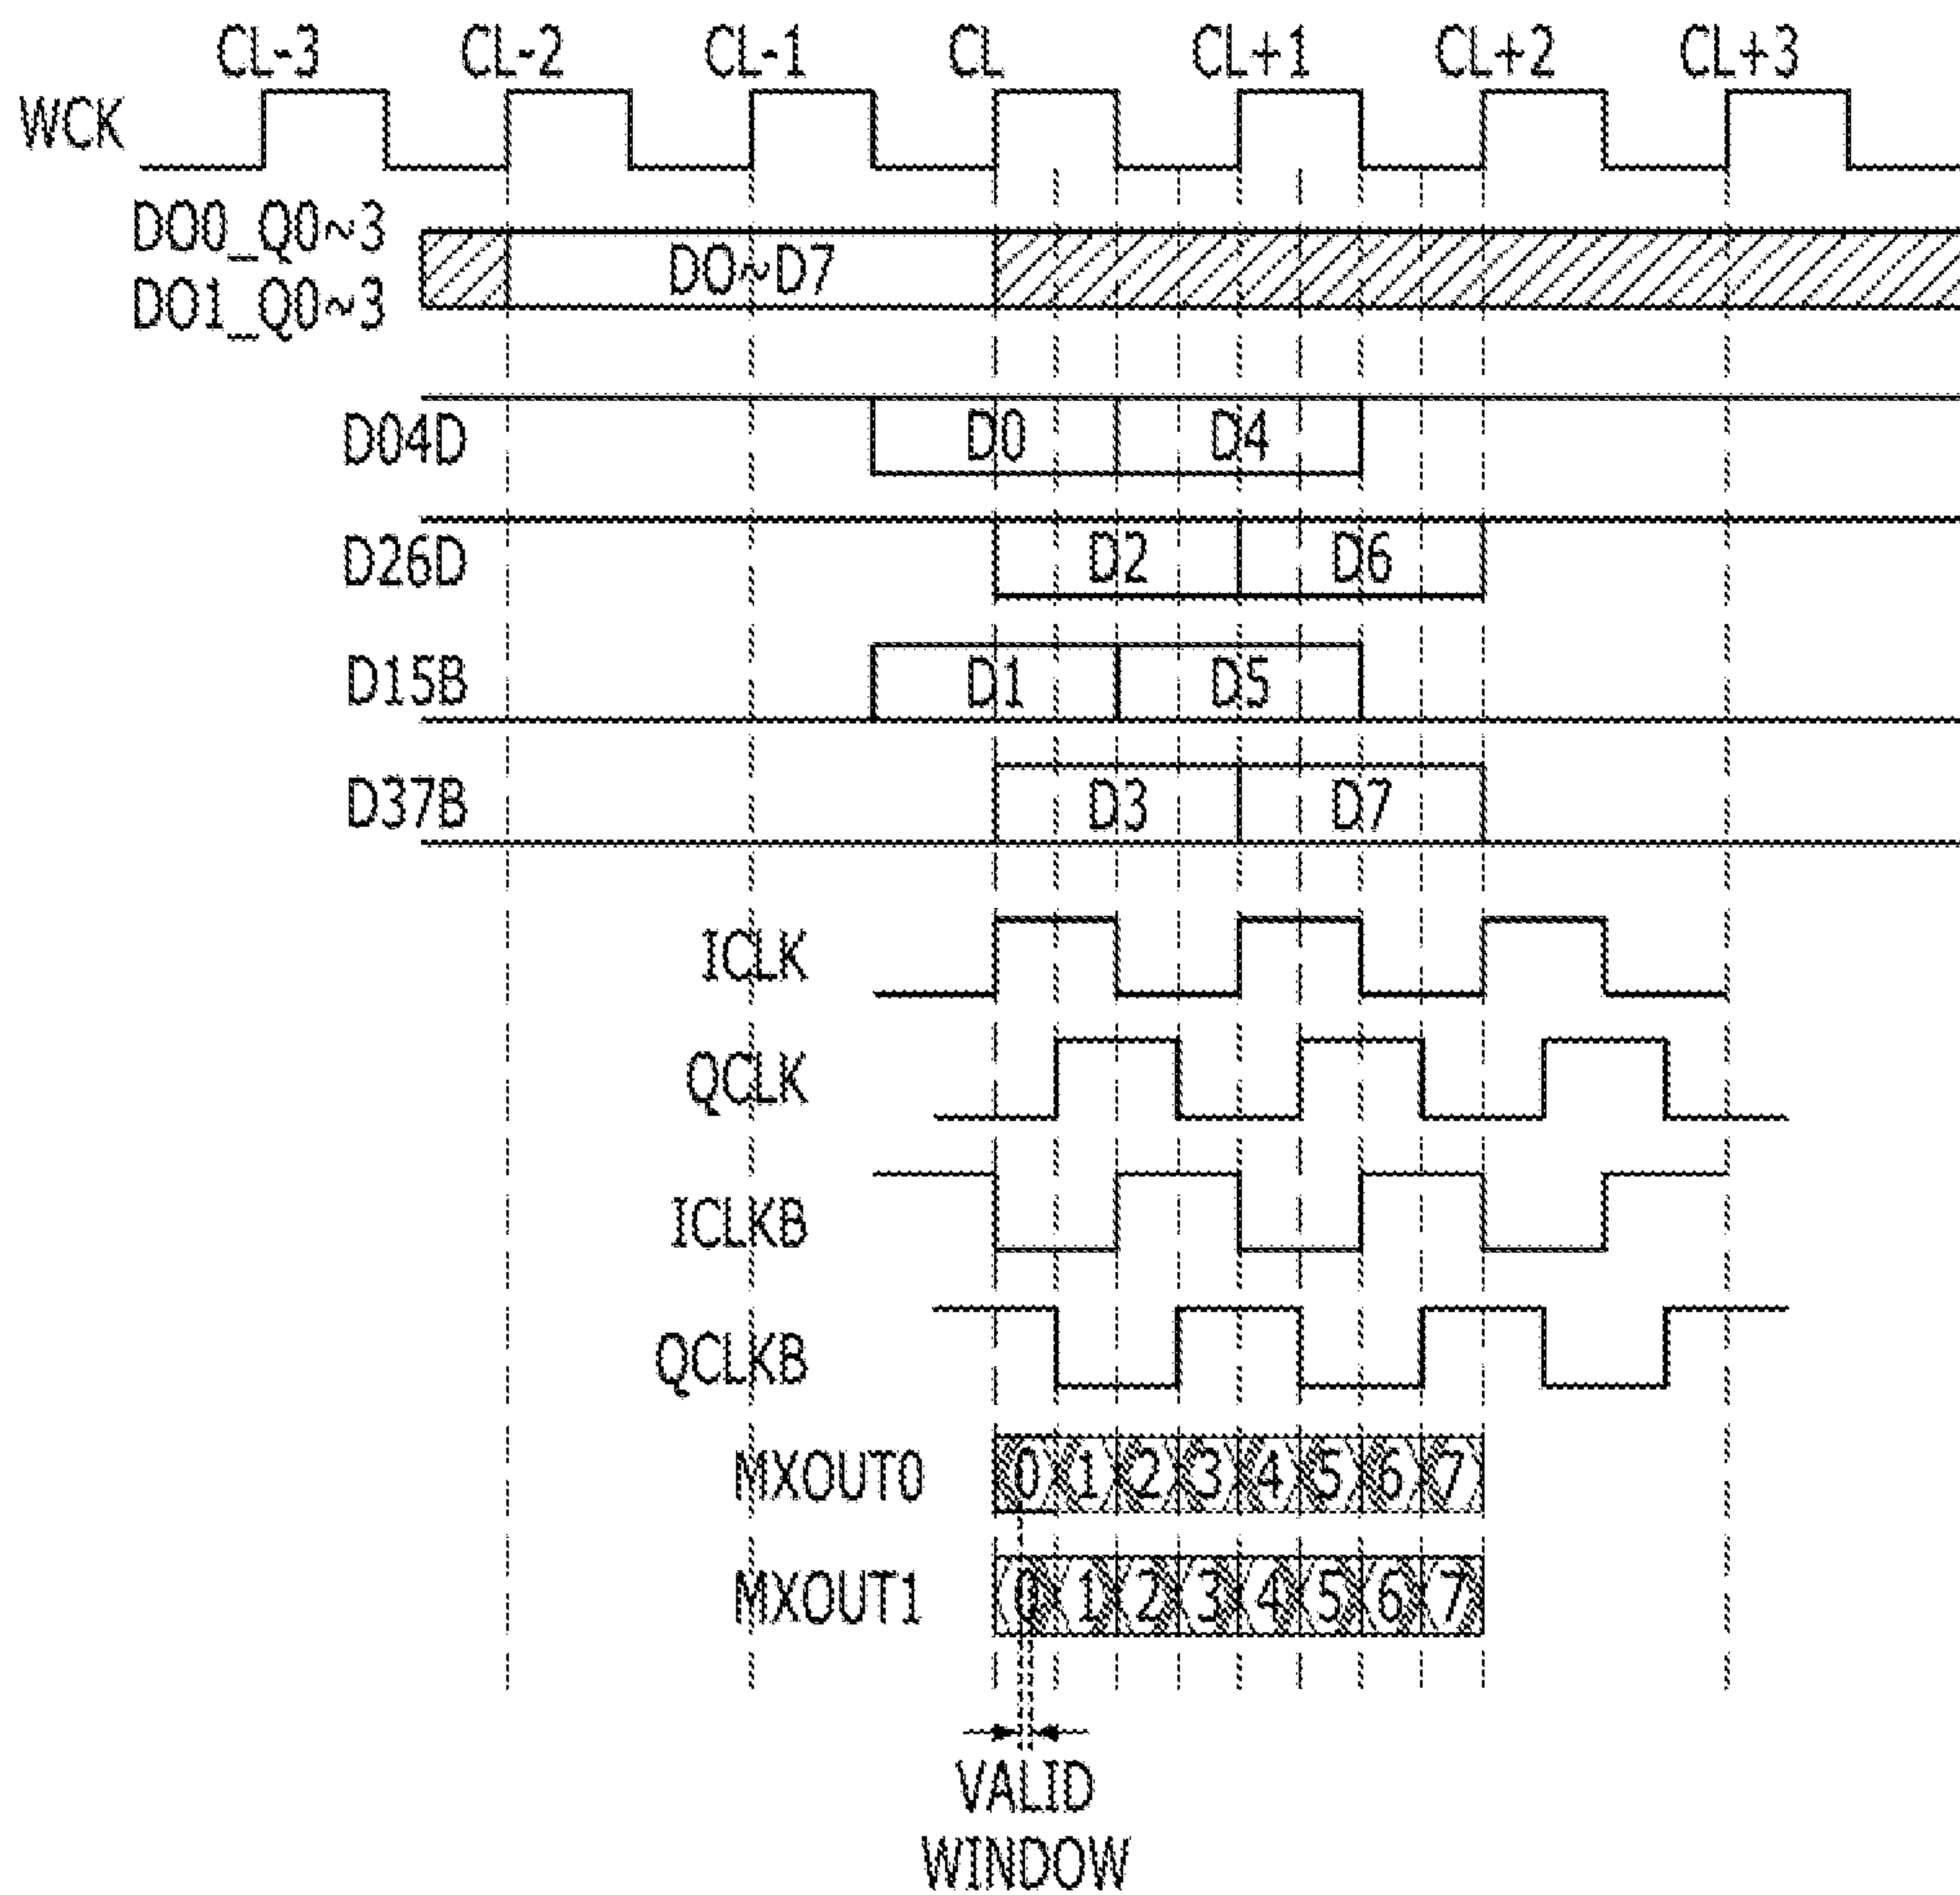 CL-3 CL-2 CL-1 CL CL+1 CL+2 CL+3
WCK
DO0_Q0~3
DO~D7
DO1_Q0~3
D04D D0 D4
D26D D2 D6
D15B D1 D5
D37B D3 D7
ICLK
QCLK
ICLKB
QCLKB
MXOUT0 0 1 2 3 4 5 6 7
MXOUT1 0 1 2 3 4 5 6 7
VALID
WINDOW